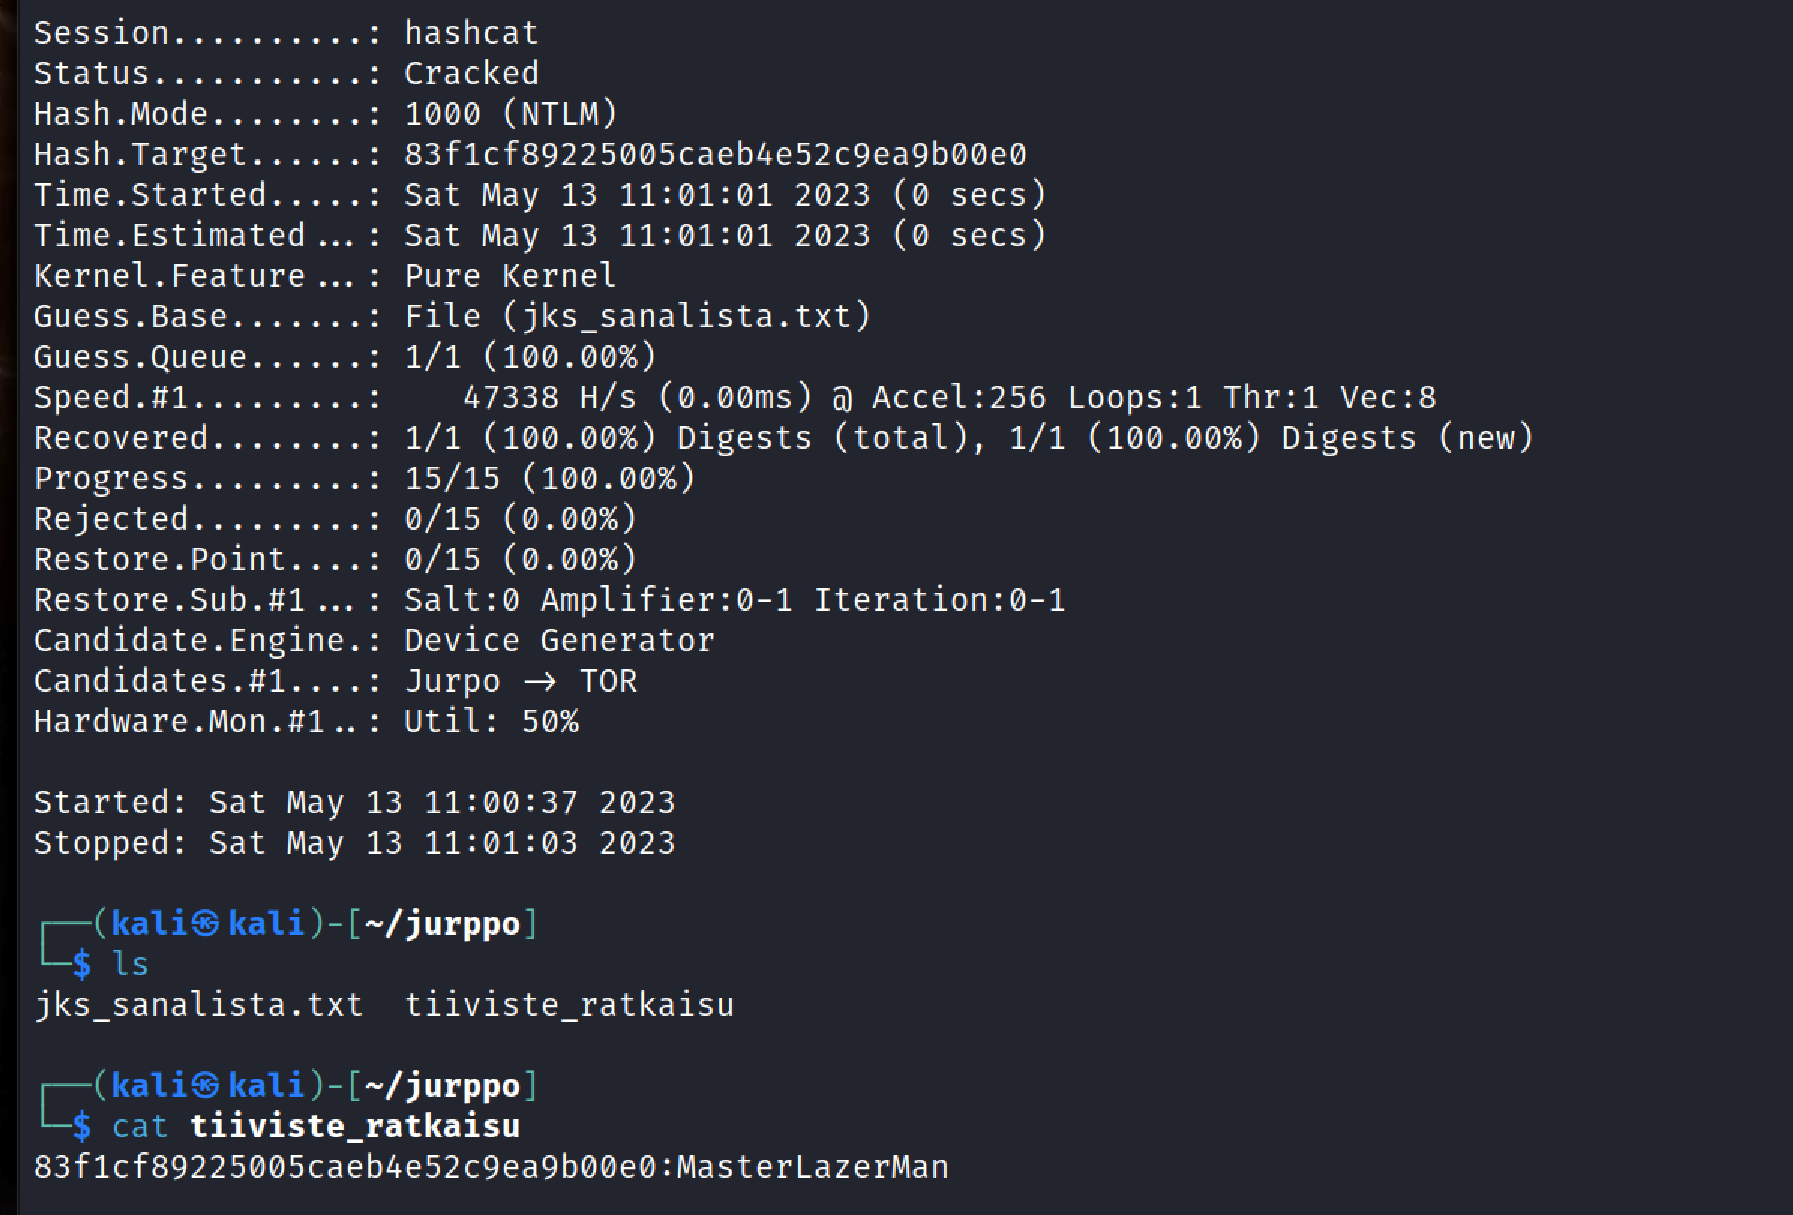 Session..........: hashcat
Status...........: Cracked
Hash.Mode........: 1000 (NTLM)
Hash.Target......: 83f1cf89225005caeb4e52c9ea9b00e0
Time.Started.....: Sat May 13 11:01:01 2023 (0 secs)
Time.Estimated...: Sat May 13 11:01:01 2023 (0 secs)
Kernel.Feature...: Pure Kernel
Guess.Base.......: File (jks_sanalista.txt)
Guess.Queue......: 1/1 (100.00%)
Speed.#1.........:    47338 H/s (0.00ms) @ Accel:256 Loops:1 Thr:1 Vec:8
Recovered........: 1/1 (100.00%) Digests (total), 1/1 (100.00%) Digests (new)
Progress.........: 15/15 (100.00%)
Rejected.........: 0/15 (0.00%)
Restore.Point....: 0/15 (0.00%)
Restore.Sub.#1...: Salt:0 Amplifier:0-1 Iteration:0-1
Candidate.Engine.: Device Generator
Candidates.#1....: Jurpo -> TOR
Hardware.Mon.#1..: Util: 50%
Started: Sat May 13 11:00:37 2023
Stopped: Sat May 13 11:01:03 2023
┌──(kali㉿kali)-[~/jurppo]
└─$ ls
jks_sanalista.txt  tiiviste_ratkaisu
┌──(kali㉿kali)-[~/jurppo]
└─$ cat tiiviste_ratkaisu
83f1cf89225005caeb4e52c9ea9b00e0:MasterLazerMan